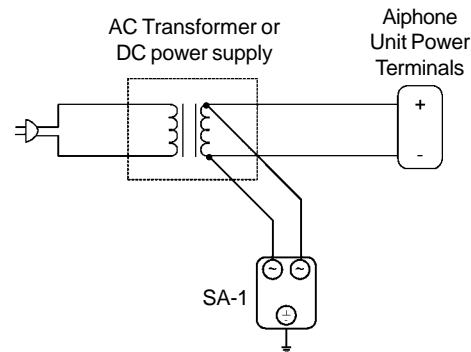 AC Transformer or
DC power supply
Aiphone
Unit Power
Terminals
+
-
~ ~
SA-1